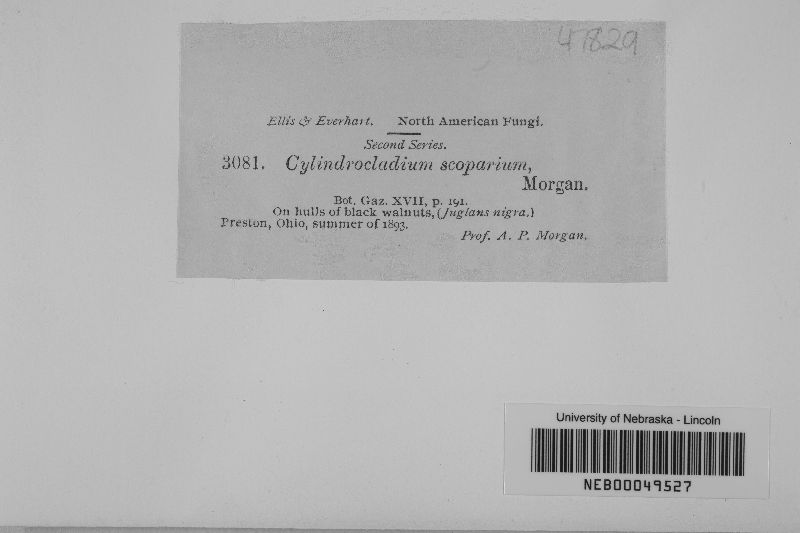 47829
Ellis & Everhart. North American Fungi.
Second Series.
3081. Cylindrocladium scoparium,
Morgan.
Bot. Gaz. XVII, p. 191.
On hulls of black walnuts, (Juglans nigra.)
Preston, Ohio, summer of 1893.
Prof. A. P. Morgan.
University of Nebraska - Lincoln
NEB00049527